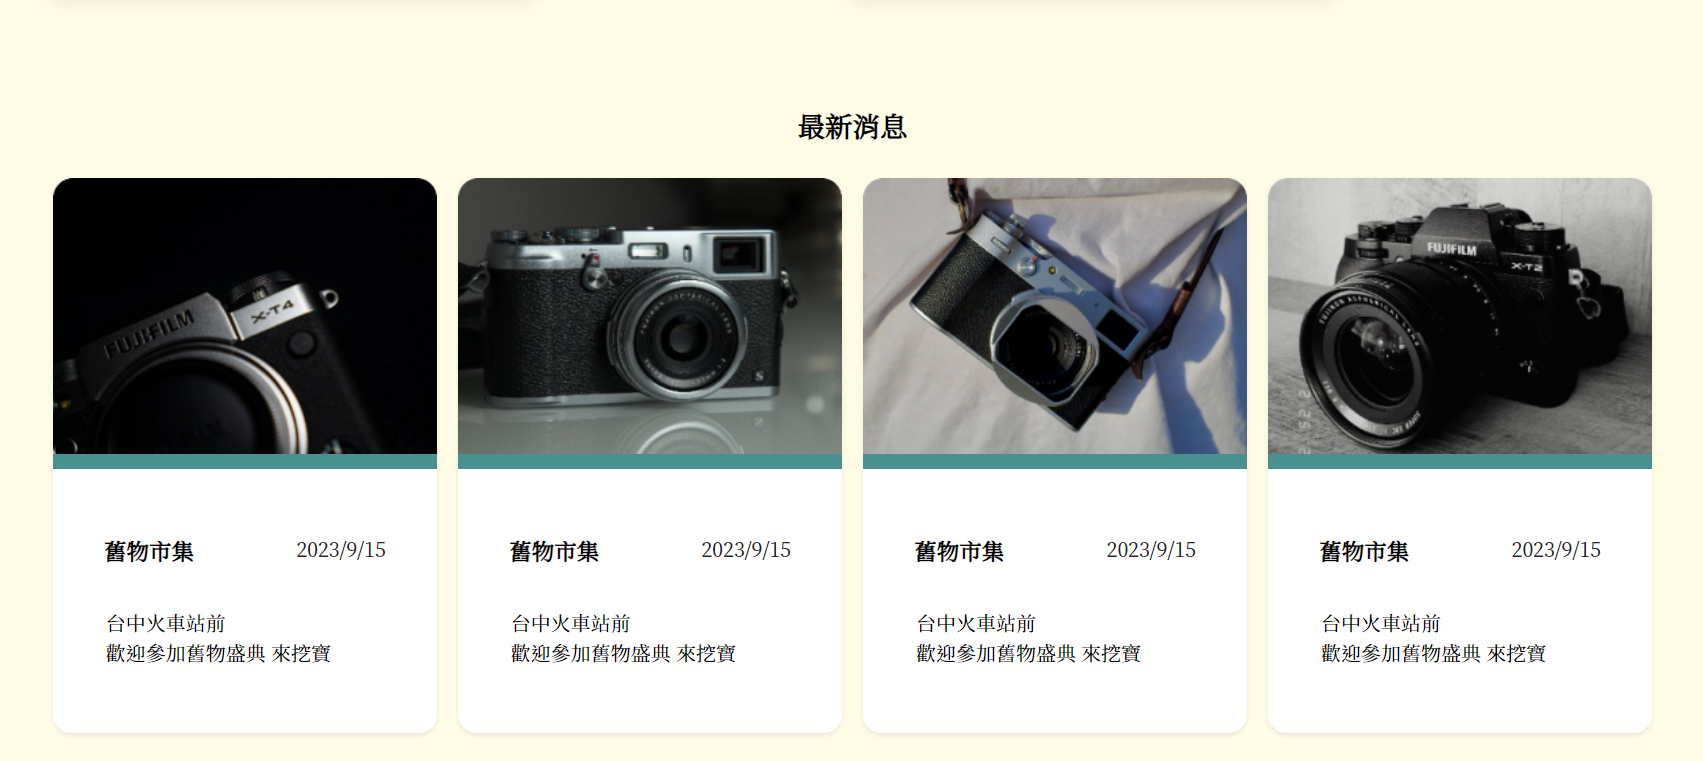 最新消息
FUJIFILM
X-T4
S
FUJIFILM
X-T2
舊物市集 2023/9/15
台中火車站前
歡迎參加舊物盛典 來挖寶
舊物市集 2023/9/15
台中火車站前
歡迎參加舊物盛典 來挖寶
舊物市集 2023/9/15
台中火車站前
歡迎參加舊物盛典 來挖寶
舊物市集 2023/9/15
台中火車站前
歡迎參加舊物盛典 來挖寶